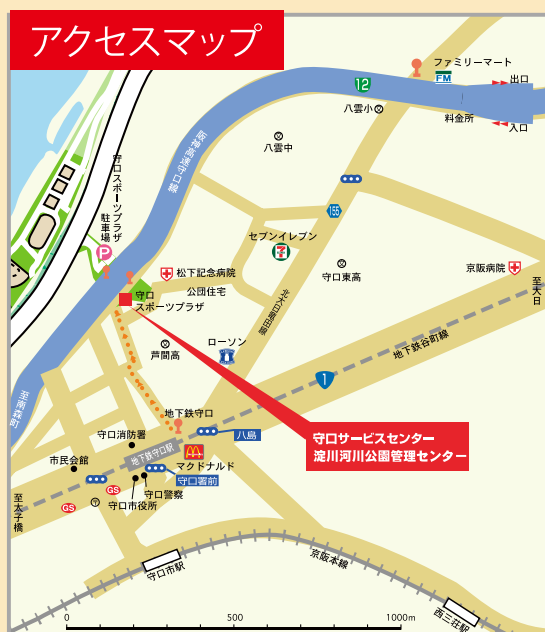 アクセスマップ
ファミリーマート
FM
出口
12
八雲小
料金所
入口
八雲中
阪神高速守口線
守口スポーツプラザ
駐車場
P
155
セブンイレブン
7
松下記念病院
公団住宅
守口東高
京阪病院
至大日
守口
スポーツプラザ
芦間高
ローソン
地下鉄谷町線
1
至南森町
地下鉄守口
八島
守口サービスセンター
淀川河川公園管理センター
守口消防署
地下鉄守口駅
マクドナルド
市民会館
守口署前
GS
守口警察
守口市役所
GS
至太子橋
守口市駅
京阪本線
西三荘駅
0
500
1000m